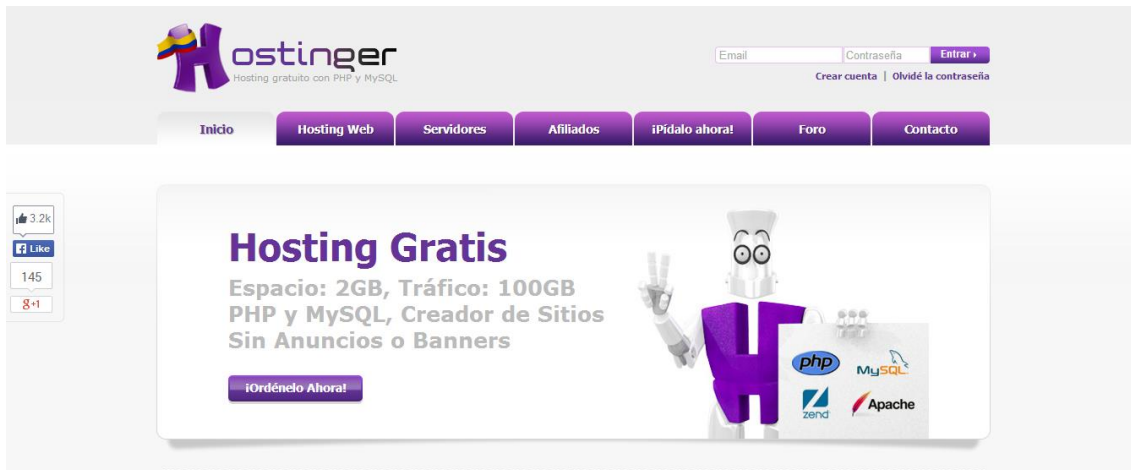 Hostinger
Hosting gratuito con PHP y MySQL
Email
Contraseña
Entrar ›
Crear cuenta | Olvidé la contraseña
Inicio
Hosting Web
Servidores
Afiliados
¡Pídalo ahora!
Foro
Contacto
3.2k
Like
145
g+1
Hosting Gratis
Espacio: 2GB, Tráfico: 100GB
PHP y MySQL, Creador de Sitios
Sin Anuncios o Banners
¡Ordénelo Ahora!
php
MySQL
zend
Apache